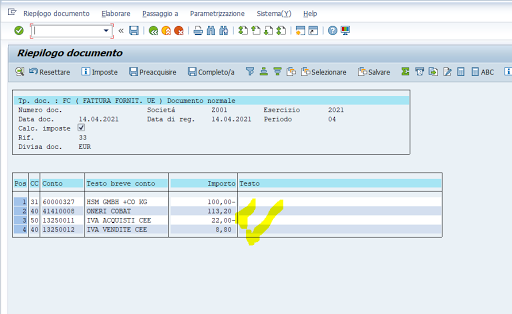 Riepilogo documento Elaborare Passaggio a Parametrizzazione Sistema(Y) Help
Riepilogo documento
Resettare Imposte Preacquisire Completo/a Selezionare Salvare ABC
Tp. doc. : FC ( FATTURA FORNIT. UE ) Documento normale
Numero doc. Società Z001 Esercizio 2021
Data doc. 14.04.2021 Data di reg. 14.04.2021 Periodo 04
Calc. imposte
Rif. 33
Divisa doc. EUR
Pos CC Conto Testo breve conto Importo Testo
1 31 60000327 HSM GMBH +CO KG 100,00-
2 40 41410008 ONERI COBAT 113,20
3 50 13250011 IVA ACQUISTI CEE 22,00-
4 40 13250012 IVA VENDITE CEE 8,80